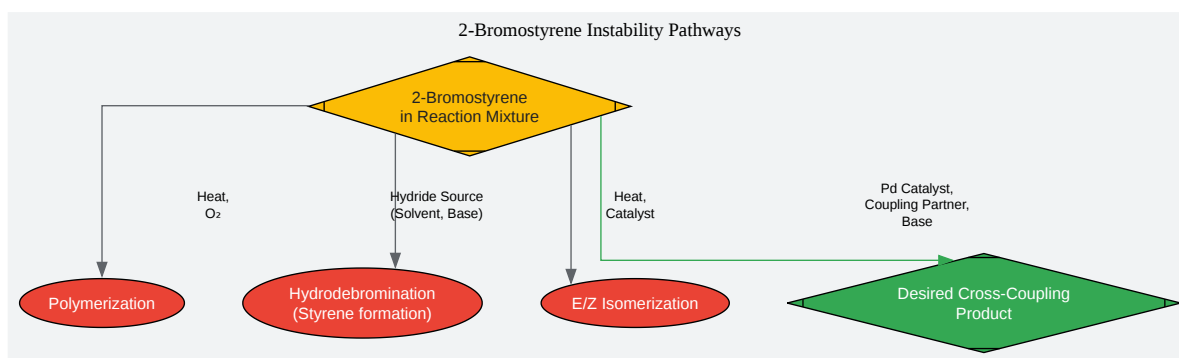 2-Bromostyrene Instability Pathways
2-Bromostyrene
in Reaction Mixture
Heat,
O₂
Hydride Source
(Solvent, Base)
Heat,
Catalyst
Pd Catalyst,
Coupling Partner,
Base
Polymerization
Hydrodebromination
(Styrene formation)
E/Z Isomerization
Desired Cross-Coupling
Product